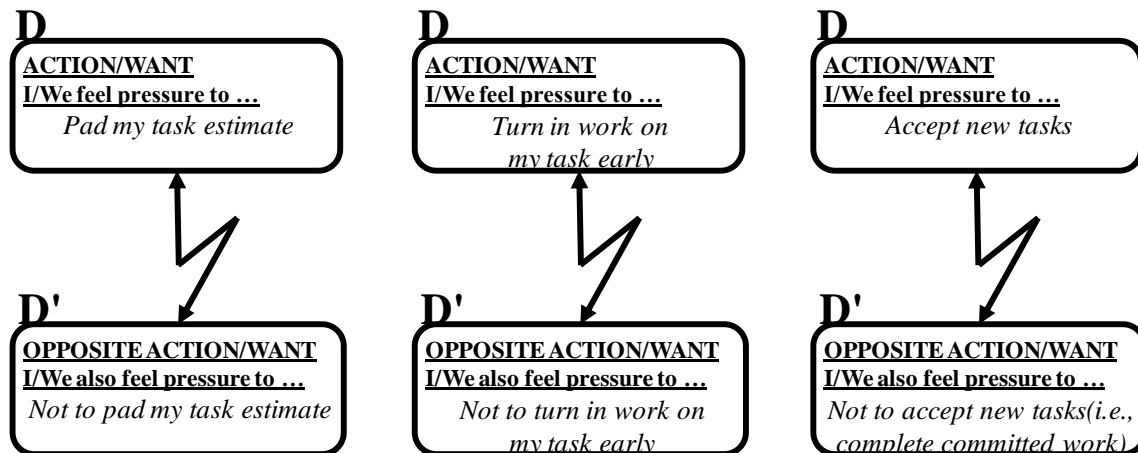 D
ACTION/WANT
I/We feel pressure to …
Pad my task estimate
D
ACTION/WANT
I/We feel pressure to …
Turn in work on
my task early
D
ACTION/WANT
I/We feel pressure to …
Accept new tasks
D'
OPPOSITE ACTION/WANT
I/We also feel pressure to …
Not to pad my task estimate
D'
OPPOSITE ACTION/WANT
I/We also feel pressure to …
Not to turn in work on
my task early
D'
OPPOSITE ACTION/WANT
I/We also feel pressure to …
Not to accept new tasks(i.e.,
complete committed work)